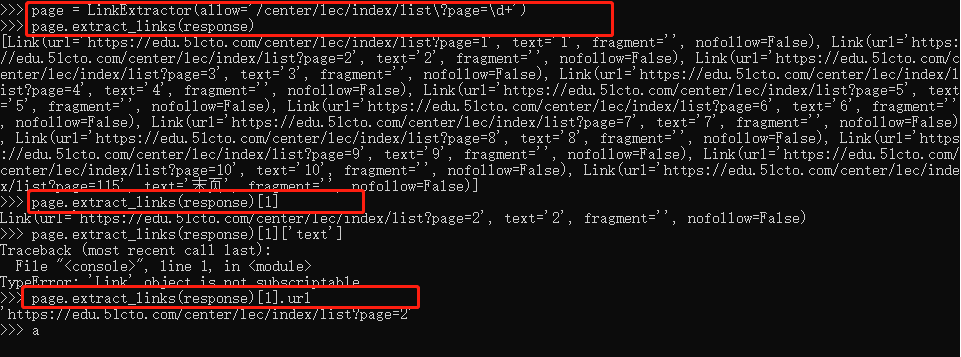 >>> page = LinkExtractor(allow='/center/lec/index/list\?page=\d+')
>>> page.extract_links(response)
[Link(url='https://edu.51cto.com/center/lec/index/list?page=1', text='1', fragment='', nofollow=False), Link(url='https:
//edu.51cto.com/center/lec/index/list?page=2', text='2', fragment='', nofollow=False), Link(url='https://edu.51cto.com/c
enter/lec/index/list?page=3', text='3', fragment='', nofollow=False), Link(url='https://edu.51cto.com/center/lec/index/l
ist?page=4', text='4', fragment='', nofollow=False), Link(url='https://edu.51cto.com/center/lec/index/list?page=5', text
='5', fragment='', nofollow=False), Link(url='https://edu.51cto.com/center/lec/index/list?page=6', text='6', fragment=''
, nofollow=False), Link(url='https://edu.51cto.com/center/lec/index/list?page=7', text='7', fragment='', nofollow=False)
, Link(url='https://edu.51cto.com/center/lec/index/list?page=8', text='8', fragment='', nofollow=False), Link(url='https
://edu.51cto.com/center/lec/index/list?page=9', text='9', fragment='', nofollow=False), Link(url='https://edu.51cto.com/
center/lec/index/list?page=10', text='10', fragment='', nofollow=False), Link(url='https://edu.51cto.com/center/lec/inde
x/list?page=115', text='末页', fragment='', nofollow=False)]
>>> page.extract_links(response)[1]
Link(url='https://edu.51cto.com/center/lec/index/list?page=2', text='2', fragment='', nofollow=False)
>>> page.extract_links(response)[1]['text']
Traceback (most recent call last):
  File "<console>", line 1, in <module>
TypeError: 'Link' object is not subscriptable
>>> page.extract_links(response)[1].url
'https://edu.51cto.com/center/lec/index/list?page=2'
>>> a